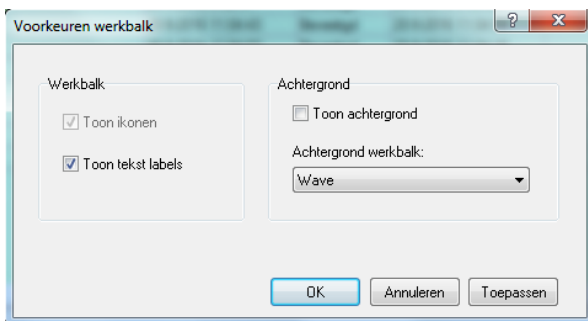 Voorkeuren werkbalk
Werkbalk
Toon ikonen
Toon tekst labels
Achtergrond
Toon achtergrond
Achtergrond werkbalk:
Wave
OK
Annuleren
Toepassen